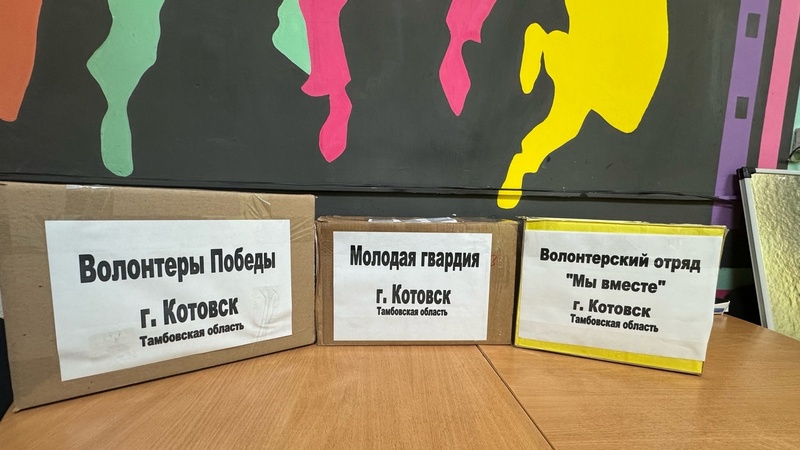 Волонтеры Победы
г. Котовск
Тамбовская область
Молодая гвардия
г. Котовск
Тамбовская область
Волонтерский отряд
"Мы вместе"
г. Котовск
Тамбовская область